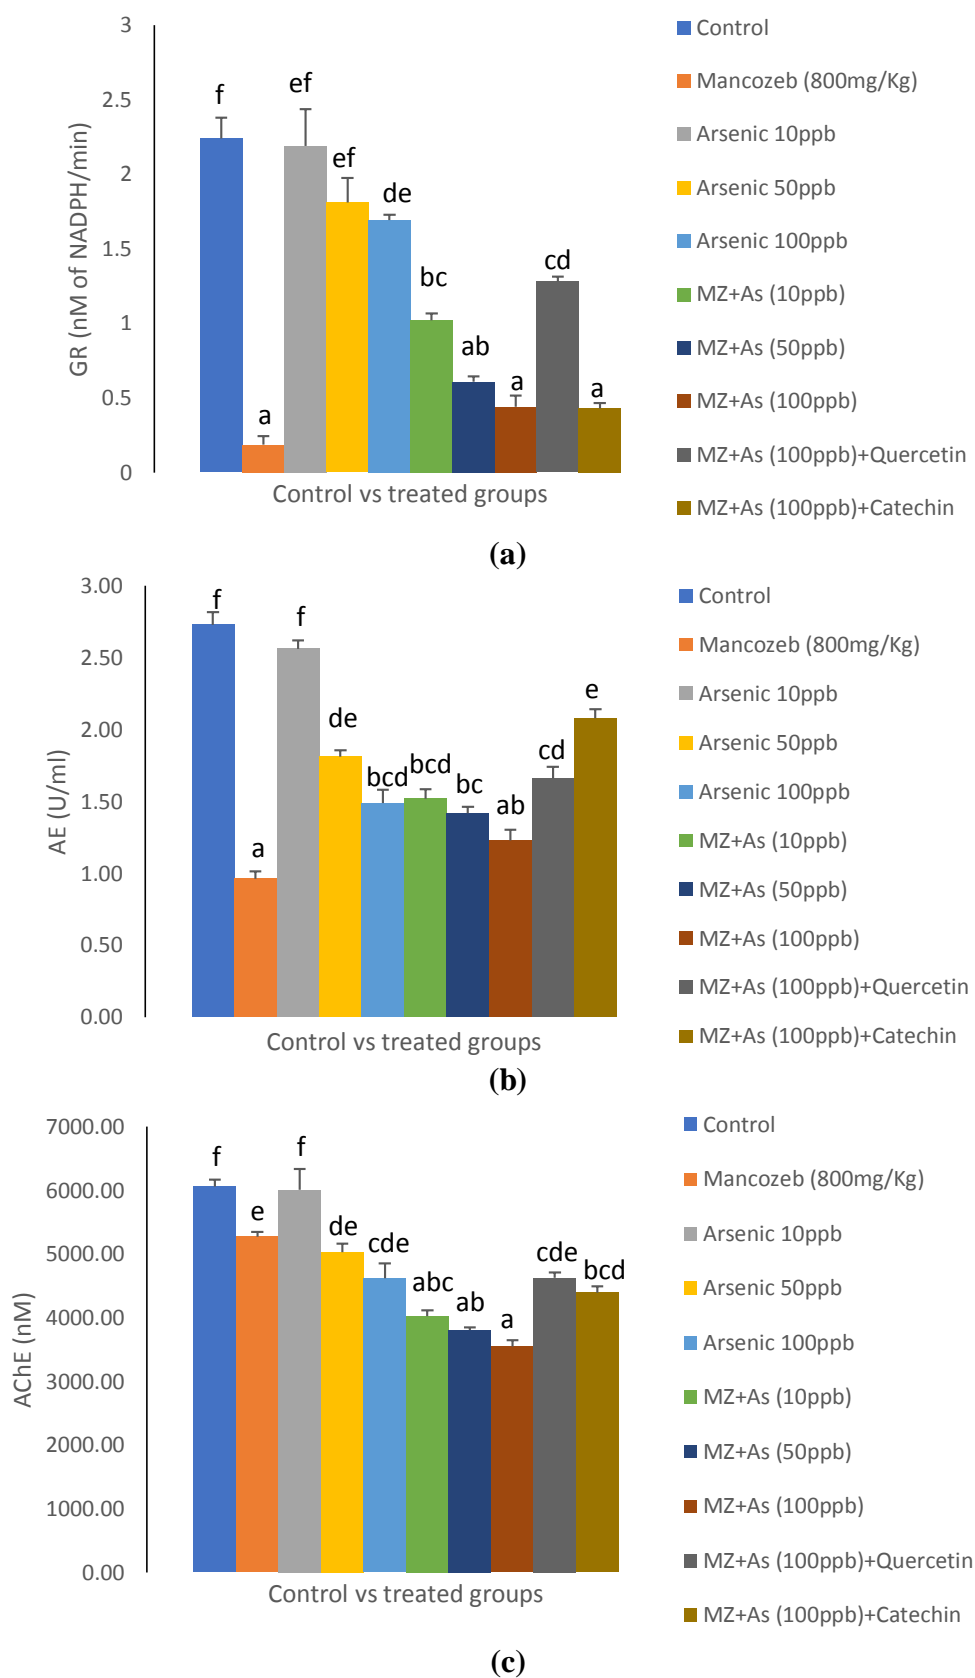 3
2.5
2
1.5
1
0.5
0
GR (nM of NADPH/min)
f
a
ef
ef
de
bc
ab
a
cd
a
Control vs treated groups
Control
Mancozeb (800mg/Kg)
Arsenic 10ppb
Arsenic 50ppb
Arsenic 100ppb
MZ+As (10ppb)
MZ+As (50ppb)
MZ+As (100ppb)
MZ+As (100ppb)+Quercetin
MZ+As (100ppb)+Catechin
(a)
3.00
2.50
2.00
1.50
1.00
0.50
0.00
AE (U/ml)
f
a
f
de
bcd
bcd
bc
ab
cd
e
Control vs treated groups
Control
Mancozeb (800mg/Kg)
Arsenic 10ppb
Arsenic 50ppb
Arsenic 100ppb
MZ+As (10ppb)
MZ+As (50ppb)
MZ+As (100ppb)
MZ+As (100ppb)+Quercetin
MZ+As (100ppb)+Catechin
(b)
7000.00
6000.00
5000.00
4000.00
3000.00
2000.00
1000.00
0.00
AChE (nM)
f
e
f
de
cde
abc
ab
a
cde
bcd
Control vs treated groups
Control
Mancozeb (800mg/Kg)
Arsenic 10ppb
Arsenic 50ppb
Arsenic 100ppb
MZ+As (10ppb)
MZ+As (50ppb)
MZ+As (100ppb)
MZ+As (100ppb)+Quercetin
MZ+As (100ppb)+Catechin
(c)